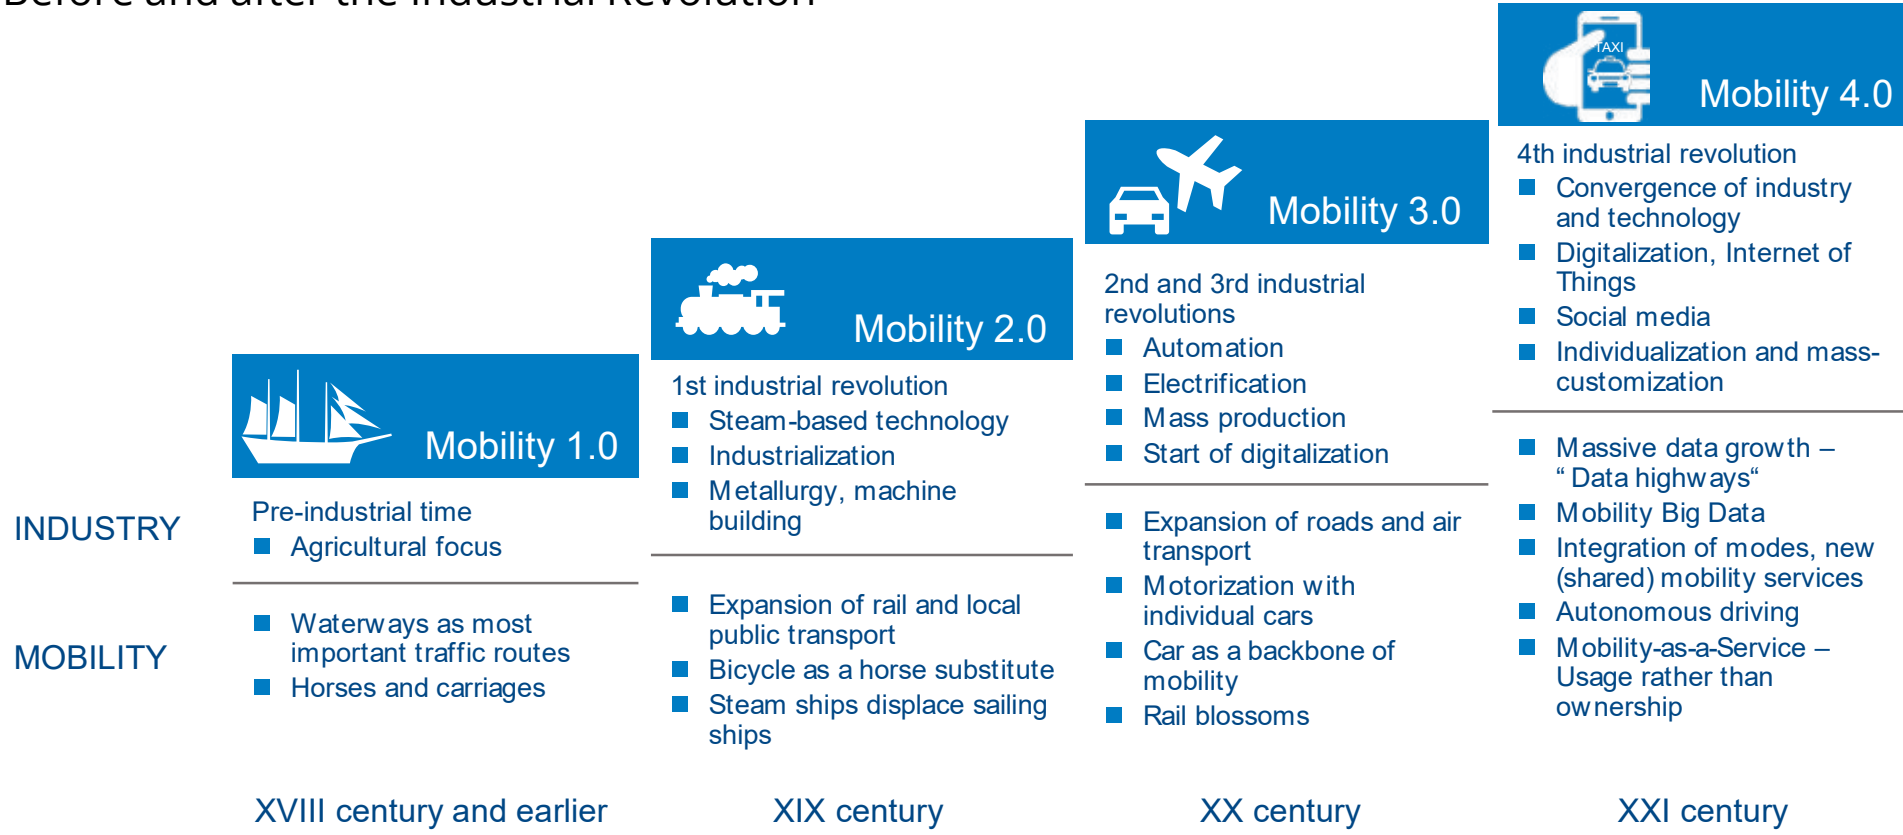 Before and after the Industrial Revolution
TAXI
Mobility 4.0
4th industrial revolution
Convergence of industry
and technology
Digitalization, Internet of
Things
Social media
Individualization and mass-
customization
Massive data growth –
“ Data highways“
Mobility Big Data
Integration of modes, new
(shared) mobility services
Autonomous driving
Mobility-as-a-Service –
Usage rather than
ownership
XXI century
Mobility 3.0
2nd and 3rd industrial
revolutions
Automation
Electrification
Mass production
Start of digitalization
Expansion of roads and air
transport
Motorization with
individual cars
Car as a backbone of
mobility
Rail blossoms
XX century
Mobility 2.0
1st industrial revolution
Steam-based technology
Industrialization
Metallurgy, machine
building
Expansion of rail and local
public transport
Bicycle as a horse substitute
Steam ships displace sailing
ships
XIX century
Mobility 1.0
Pre-industrial time
Agricultural focus
Waterways as most
important traffic routes
Horses and carriages
XVIII century and earlier
INDUSTRY
MOBILITY